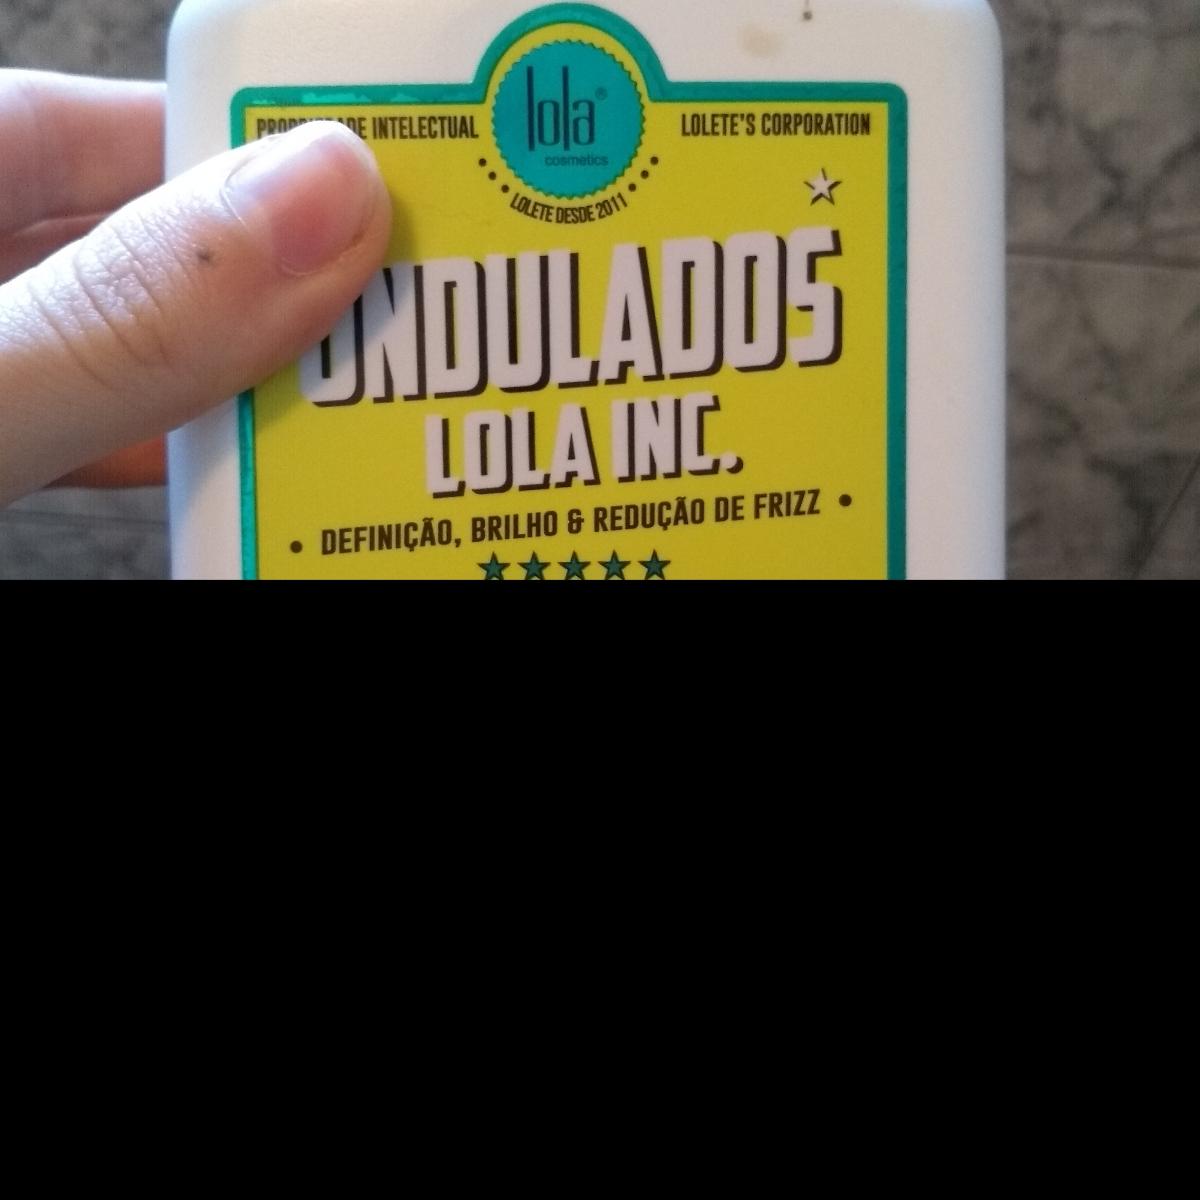 lola®
cosmetics
INTELECTUAL
LOLETE'S CORPORATION
LOLETE DESDE 2011
ONDULADOS
LOLA INC.
• DEFINIÇÃO, BRILHO & REDUÇÃO DE FRIZZ •